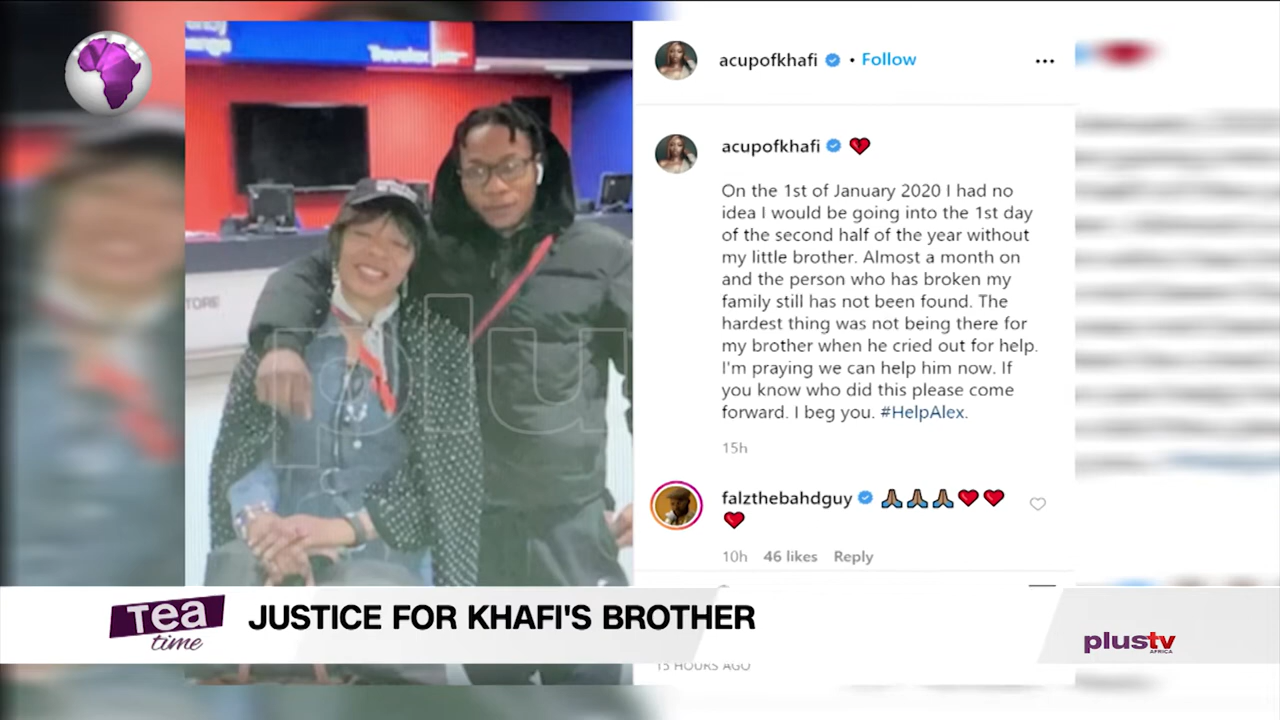 acupofkhafi • Follow
acupofkhafi
On the 1st of January 2020 I had no
idea I would be going into the 1st day
of the second half of the year without
my little brother. Almost a month on
and the person who has broken my
family still has not been found. The
hardest thing was not being there for
my brother when he cried out for help.
I'm praying we can help him now. If
you know who did this please come
forward. I beg you. #HelpAlex.
15h
falzthebahdguy
10h 46 likes Reply
15 HOURS AGO
plu
Tea
time
JUSTICE FOR KHAFI'S BROTHER
plustv
AFRICA